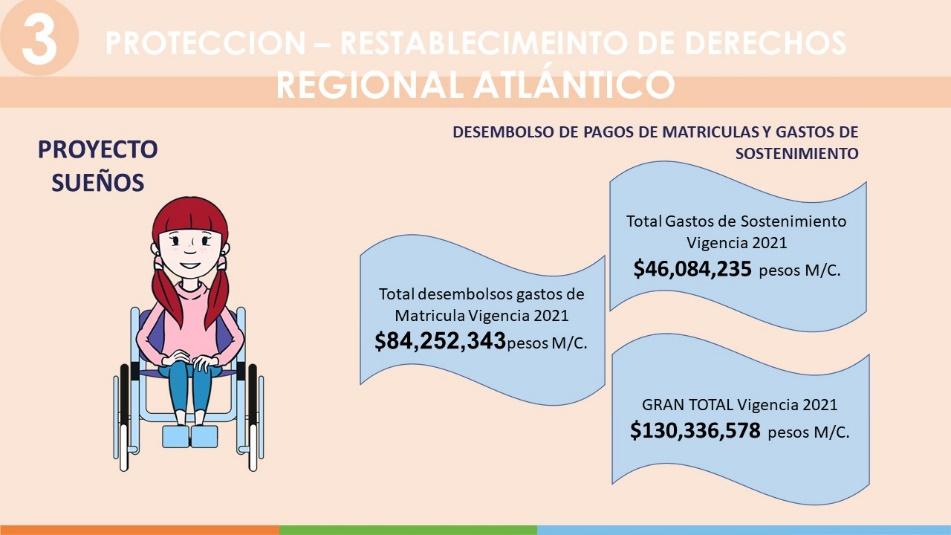 3
PROTECCION – RESTABLECIMEINTO DE DERECHOS
REGIONAL ATLÁNTICO
PROYECTO
SUEÑOS
DESEMBOLSO DE PAGOS DE MATRICULAS Y GASTOS DE
SOSTENIMIENTO
Total desembolsos gastos de
Matricula Vigencia 2021
$84,252,343pesos M/C.
Total Gastos de Sostenimiento
Vigencia 2021
$46,084,235 pesos M/C.
GRAN TOTAL Vigencia 2021
$130,336,578 pesos M/C.